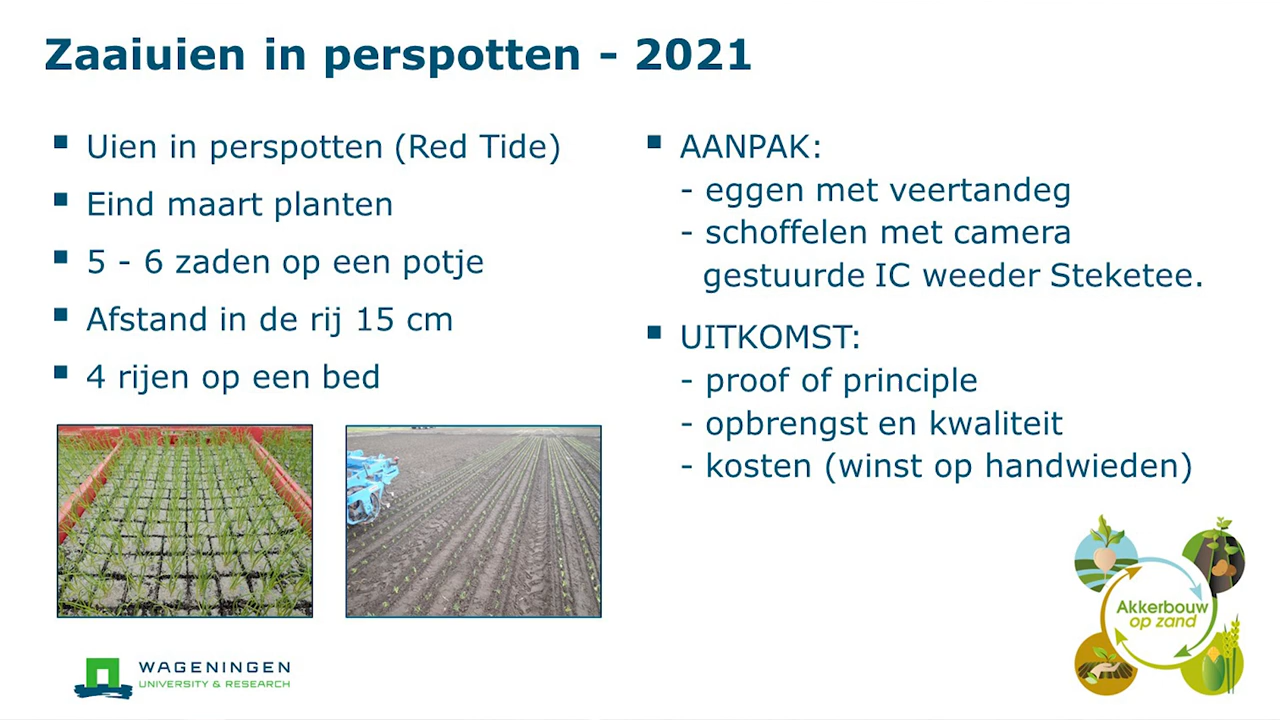 Zaaiuien in perspotten - 2021
▪ Uien in perspotten (Red Tide)
▪ Eind maart planten
▪ 5 - 6 zaden op een potje
▪ Afstand in de rij 15 cm
▪ 4 rijen op een bed
▪ AANPAK:
- eggen met veertandeg
- schoffelen met camera
gestuurde IC weeder Steketee.
▪ UITKOMST:
- proof of principle
- opbrengst en kwaliteit
- kosten (winst op handwieden)
WAGENINGEN
UNIVERSITY & RESEARCH
Akkerbouw
op zand